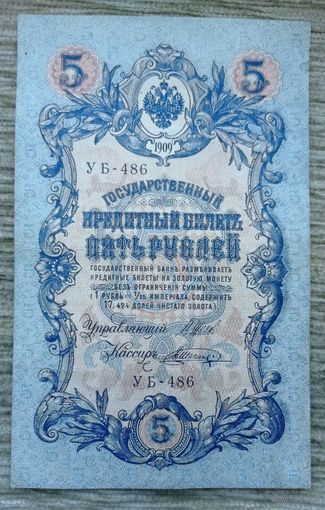 5 5
1909
УБ-486
ГОСУДАРСТВЕННЫЙ
КРЕДИТНЫЙ БИЛЕТЪ
ПЯТЬ РУБЛЕЙ
ГОСУДАРСТВЕННЫЙ БАНКЪ РАЗМѢНИВАЕТЪ
КРЕДИТНЫЕ БИЛЕТЫ НА ЗОЛОТУЮ МОНЕТУ
БЕЗЪ ОГРАНИЧЕНІЯ СУММЫ
(1 РУБЛЬ = 1/15 ИМПЕРІАЛА, СОДЕРЖИТЪ
17,424 ДОЛЕЙ ЧИСТАГО ЗОЛОТА)
Управляющій
Кассиръ
УБ-486
5